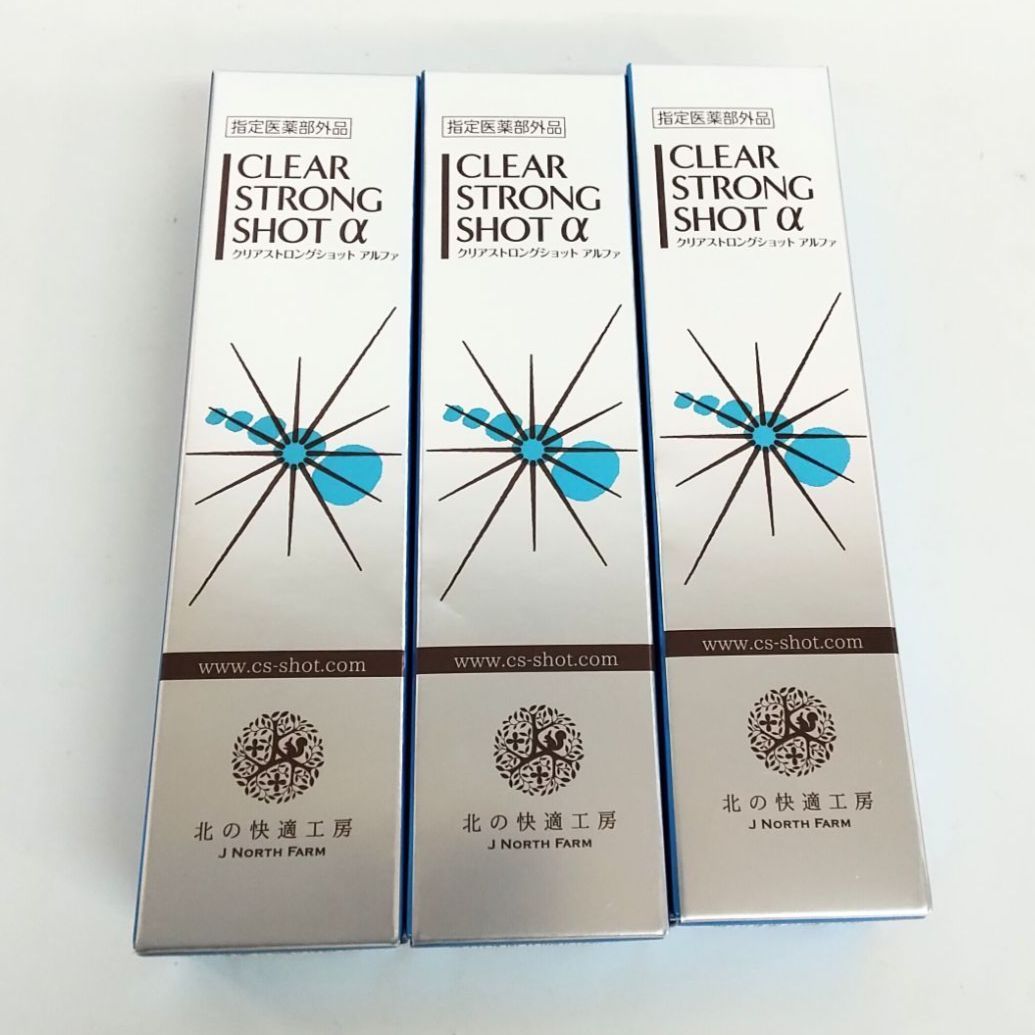 指定医薬部外品
CLEAR
STRONG
SHOT α
クリアストロングショット アルファ
www.cs-shot.com
北の快適工房
J NORTH FARM
指定医薬部外品
CLEAR
STRONG
SHOT α
クリアストロングショット アルファ
www.cs-shot.com
北の快適工房
J NORTH FARM
指定医薬部外品
CLEAR
STRONG
SHOT α
クリアストロングショット アルファ
www.cs-shot.com
北の快適工房
J NORTH FARM